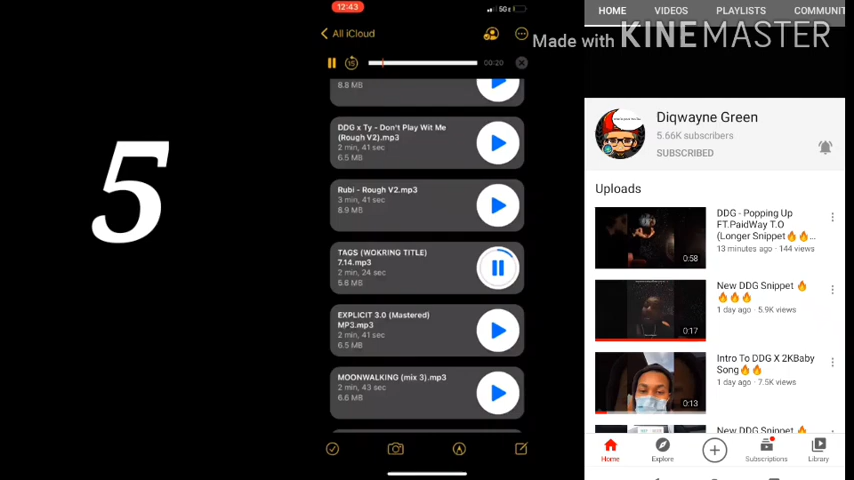 5
12:43
5GE
All iCloud
00:20
8.8 MB
DDG x Ty - Don't Play Wit Me
(Rough V2).mp3
2 min, 41 sec
6.5 MB
Rubi - Rough V2.mp3
3 min, 41 sec
8.9 MB
TAGS (WOKRING TITLE)
7.14.mp3
2 min, 24 sec
5.8 MB
EXPLICIT 3.0 (Mastered)
MP3.mp3
2 min, 41 sec
6.5 MB
MOONWALKING (mix 3).mp3
2 min, 43 sec
6.6 MB
HOME VIDEOS PLAYLISTS COMMUNI
Made with KINEMASTER
Diqwayne Green
5.66K subscribers
SUBSCRIBED
Uploads
DDG - Popping Up
FT.PaidWay T.O
(Longer Snippet🔥🔥...
13 minutes ago · 144 views
0:58
New DDG Snippet 🔥
🔥🔥🔥
1 day ago · 5.9K views
0:17
Intro To DDG X 2KBaby
Song🔥🔥
1 day ago · 7.5K views
0:13
New DDG Snippet 🔥
Home Explore Subscriptions Library